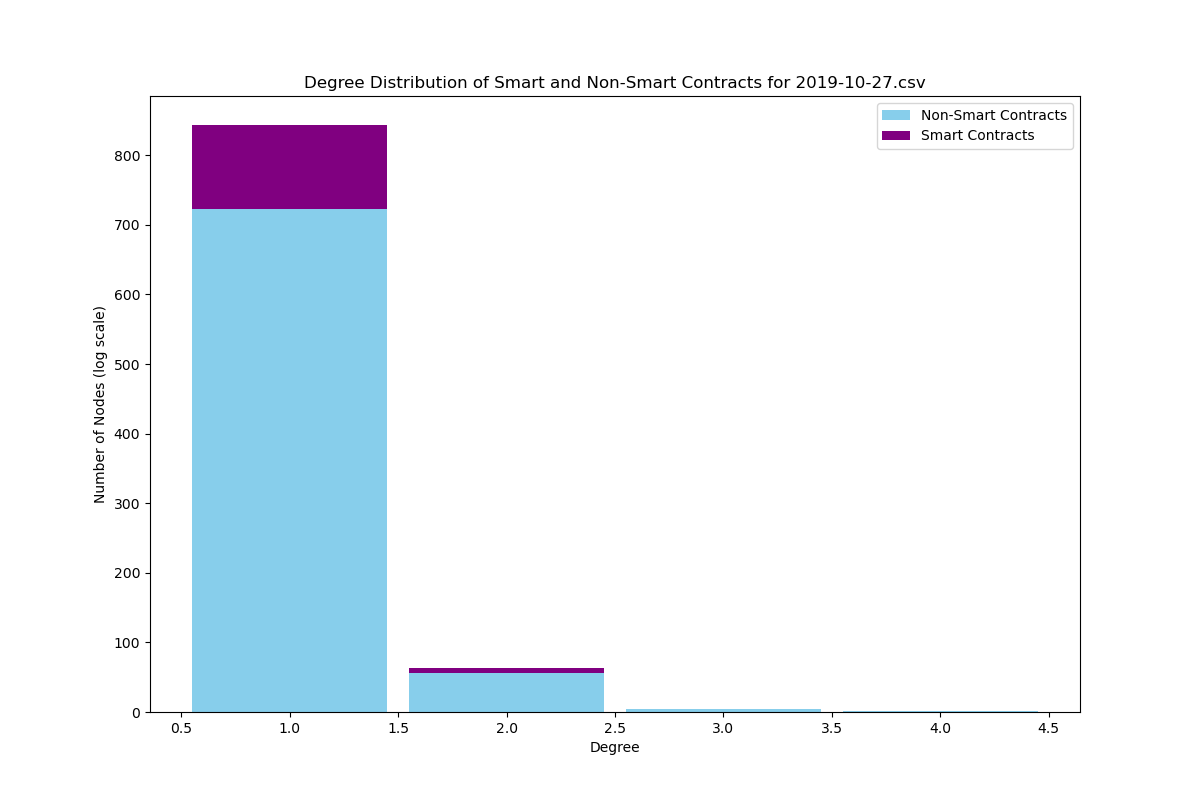 Degree Distribution of Smart and Non-Smart Contracts for 2019-10-27.csv
Non-Smart Contracts
Smart Contracts
Number of Nodes (log scale)
800
700
600
500
400
300
200
100
0
0.5 1.0 1.5 2.0 2.5 3.0 3.5 4.0 4.5
Degree